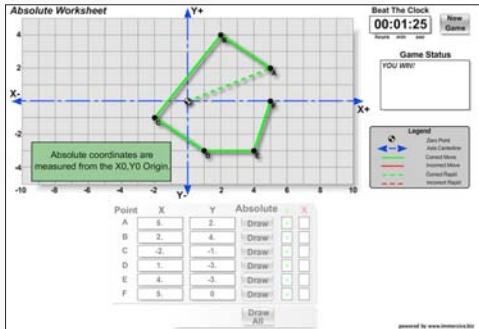 Absolute Worksheet
Y+
Beat The Clock
00:01:25
hours min sec
New
Game
Game Status
YOU WIN!
4
2
X-
X+
-2
-4
Y-
Absolute coordinates are
measured from the X0,Y0 Origin.
-10 -8 -6 -4 -2 0 2 4 6 8 10
Legend
Zero Point
Axis Centerline
Correct Move
Incorrect Move
Correct Rapid
Incorrect Rapid
Point X Y Absolute X
A 5. 2. Draw
B 2. 4. Draw
C -2. -1. Draw
D 1. -3. Draw
E 4. -3. Draw
F 5. 0 Draw
Draw
All
powered by www.immersive.biz